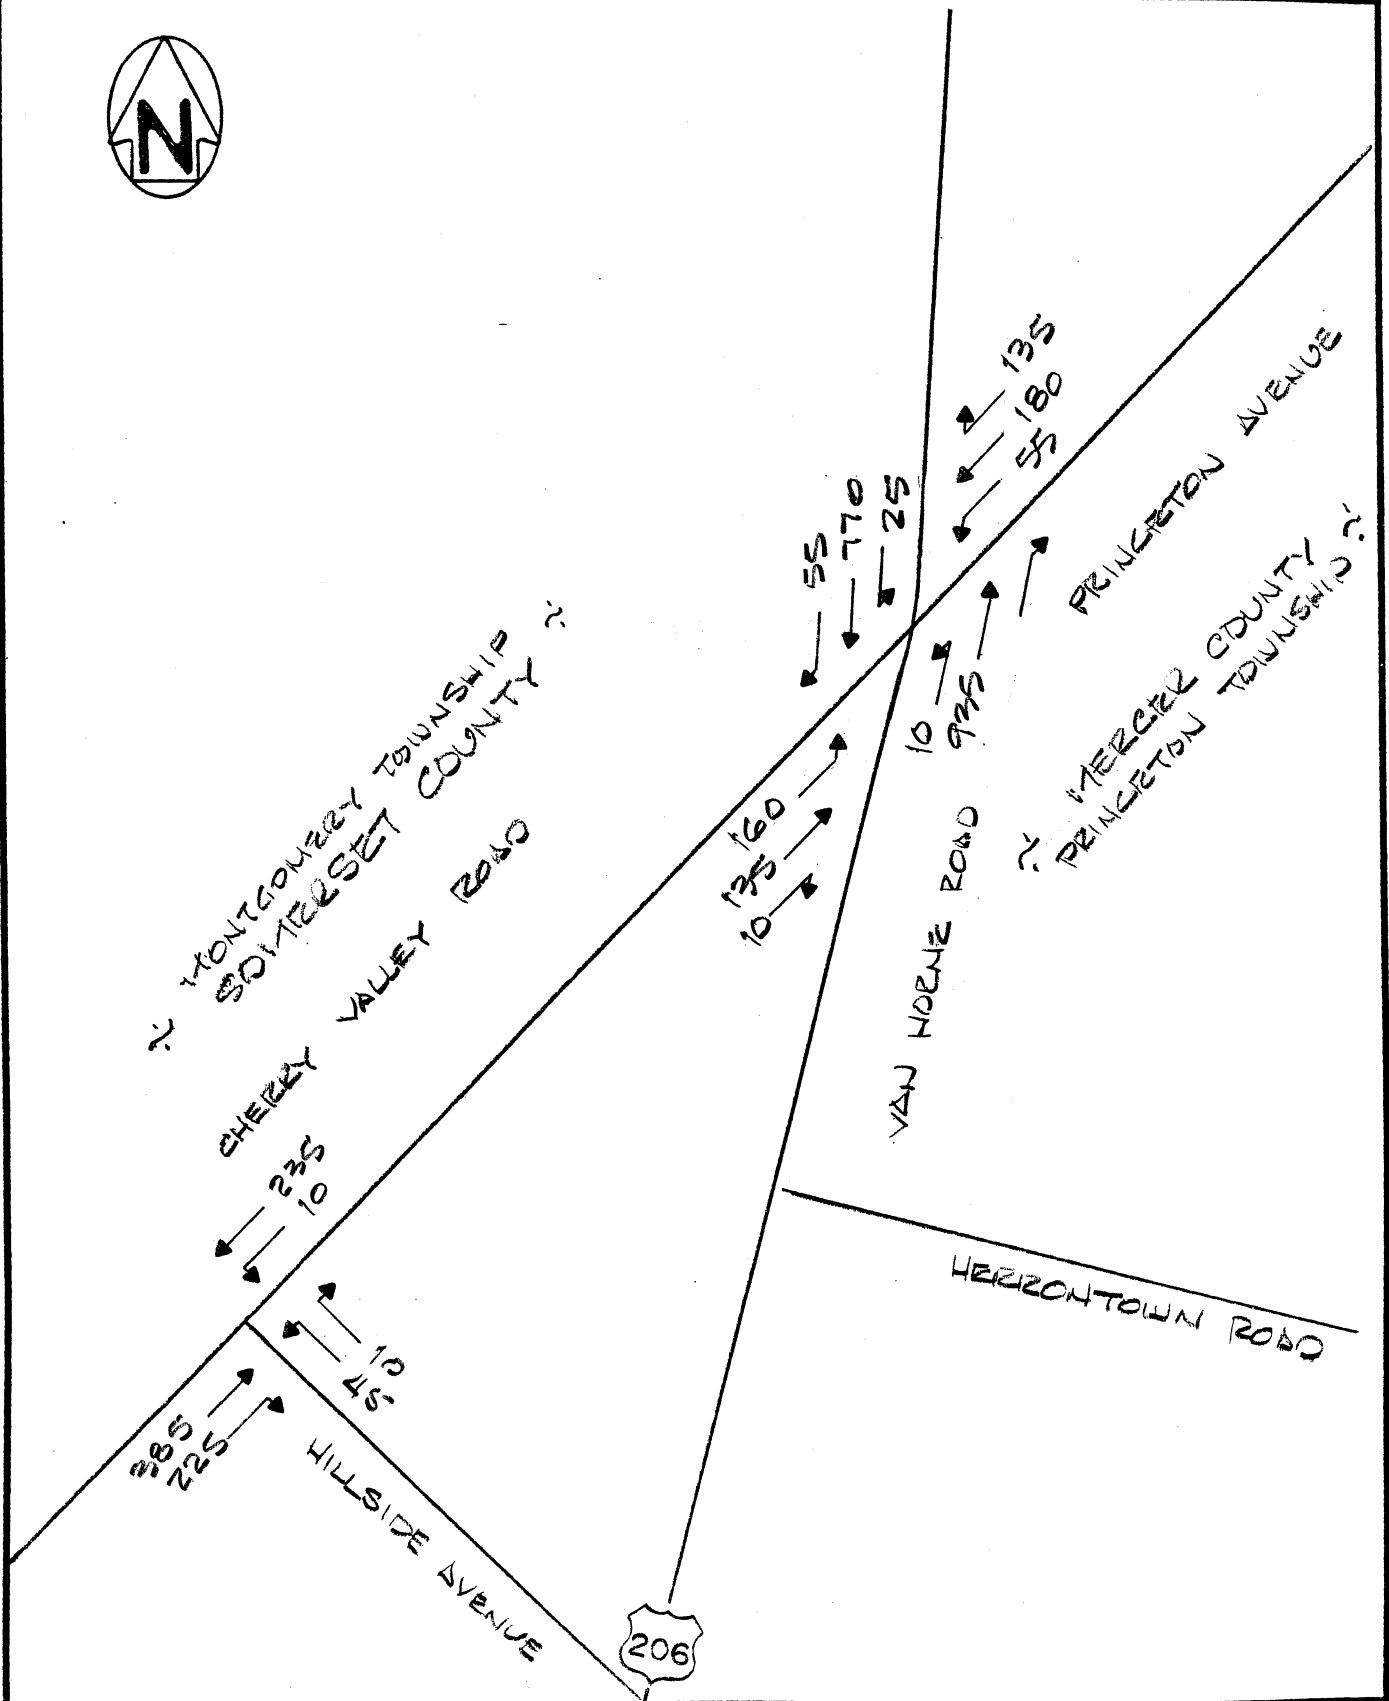 N
135
180
55
55
770
25
PRINCETON AVENUE
MERCER COUNTY
PRINCETON TOWNSHIP
MONTGOMERY TOWNSHIP
SOMERSET COUNTY
10
935
160
135
10
CHERRY VALLEY ROAD
VAN HORNE ROAD
235
10
HERRONTOWN ROAD
10
45
385
225
HILLSIDE AVENUE
206